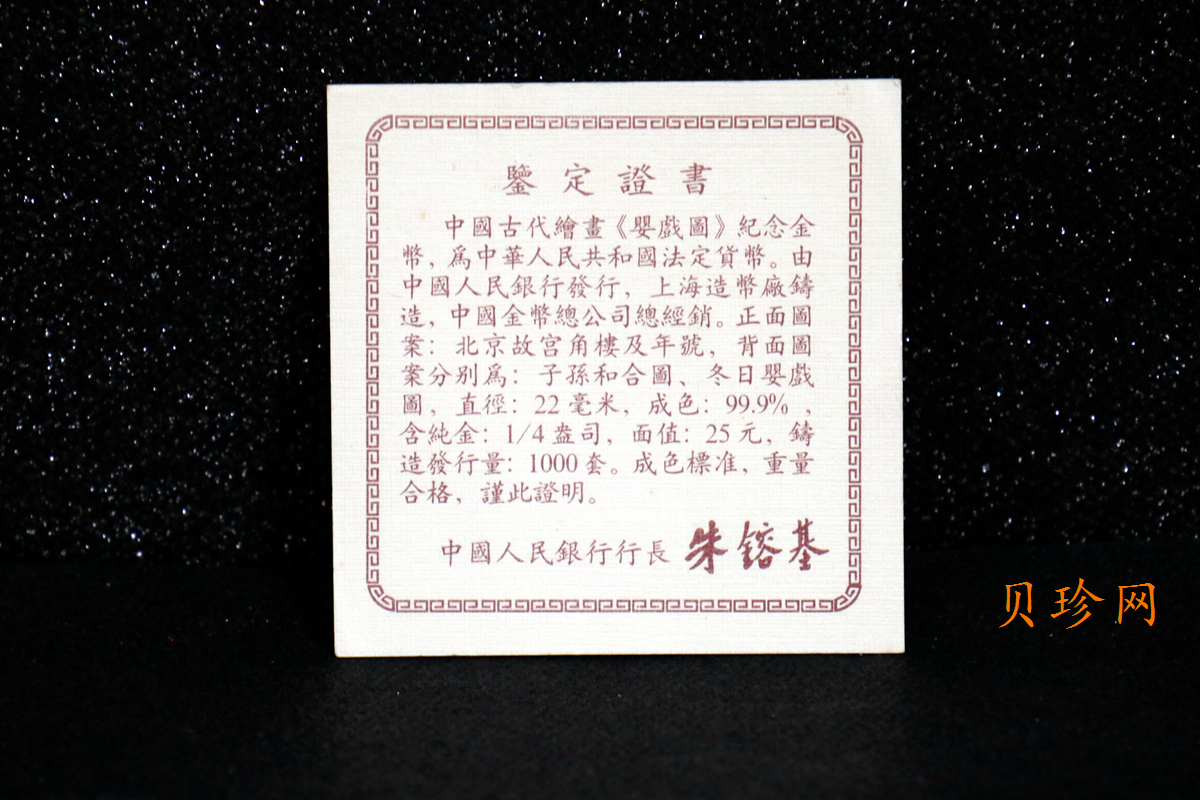 鑒定證書
中國古代繪畫《嬰戲圖》紀念金
幣，爲中華人民共和國法定貨幣。由
中國人民銀行發行，上海造幣廠鑄
造，中國金幣總公司總經銷。正面圖
案：北京故宫角樓及年號，背面圖
案分别爲：子孫和合圖、冬日嬰戲
圖，直徑：22毫米，成色：99.9%，
含純金：1/4盎司，面值：25元，鑄
造發行量：1000套。成色標准，重量
合格，謹此證明。
中國人民銀行行長 朱鎔基
贝珍网